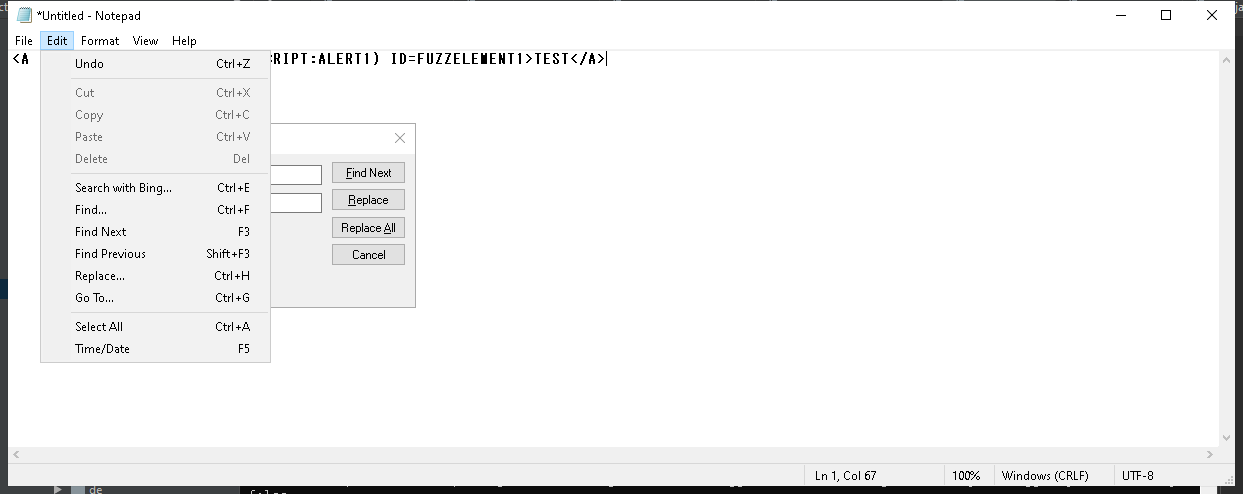 *Untitled - Notepad
File Edit Format View Help
<A RIPT:ALERT1) ID=FUZZELEMENT1>TEST</A>
Undo Ctrl+Z
Cut Ctrl+X
Copy Ctrl+C
Paste Ctrl+V
Delete Del
Search with Bing... Ctrl+E
Find... Ctrl+F
Find Next F3
Find Previous Shift+F3
Replace... Ctrl+H
Go To... Ctrl+G
Select All Ctrl+A
Time/Date F5
Find Next
Replace
Replace All
Cancel
Ln 1, Col 67 100% Windows (CRLF) UTF-8
de